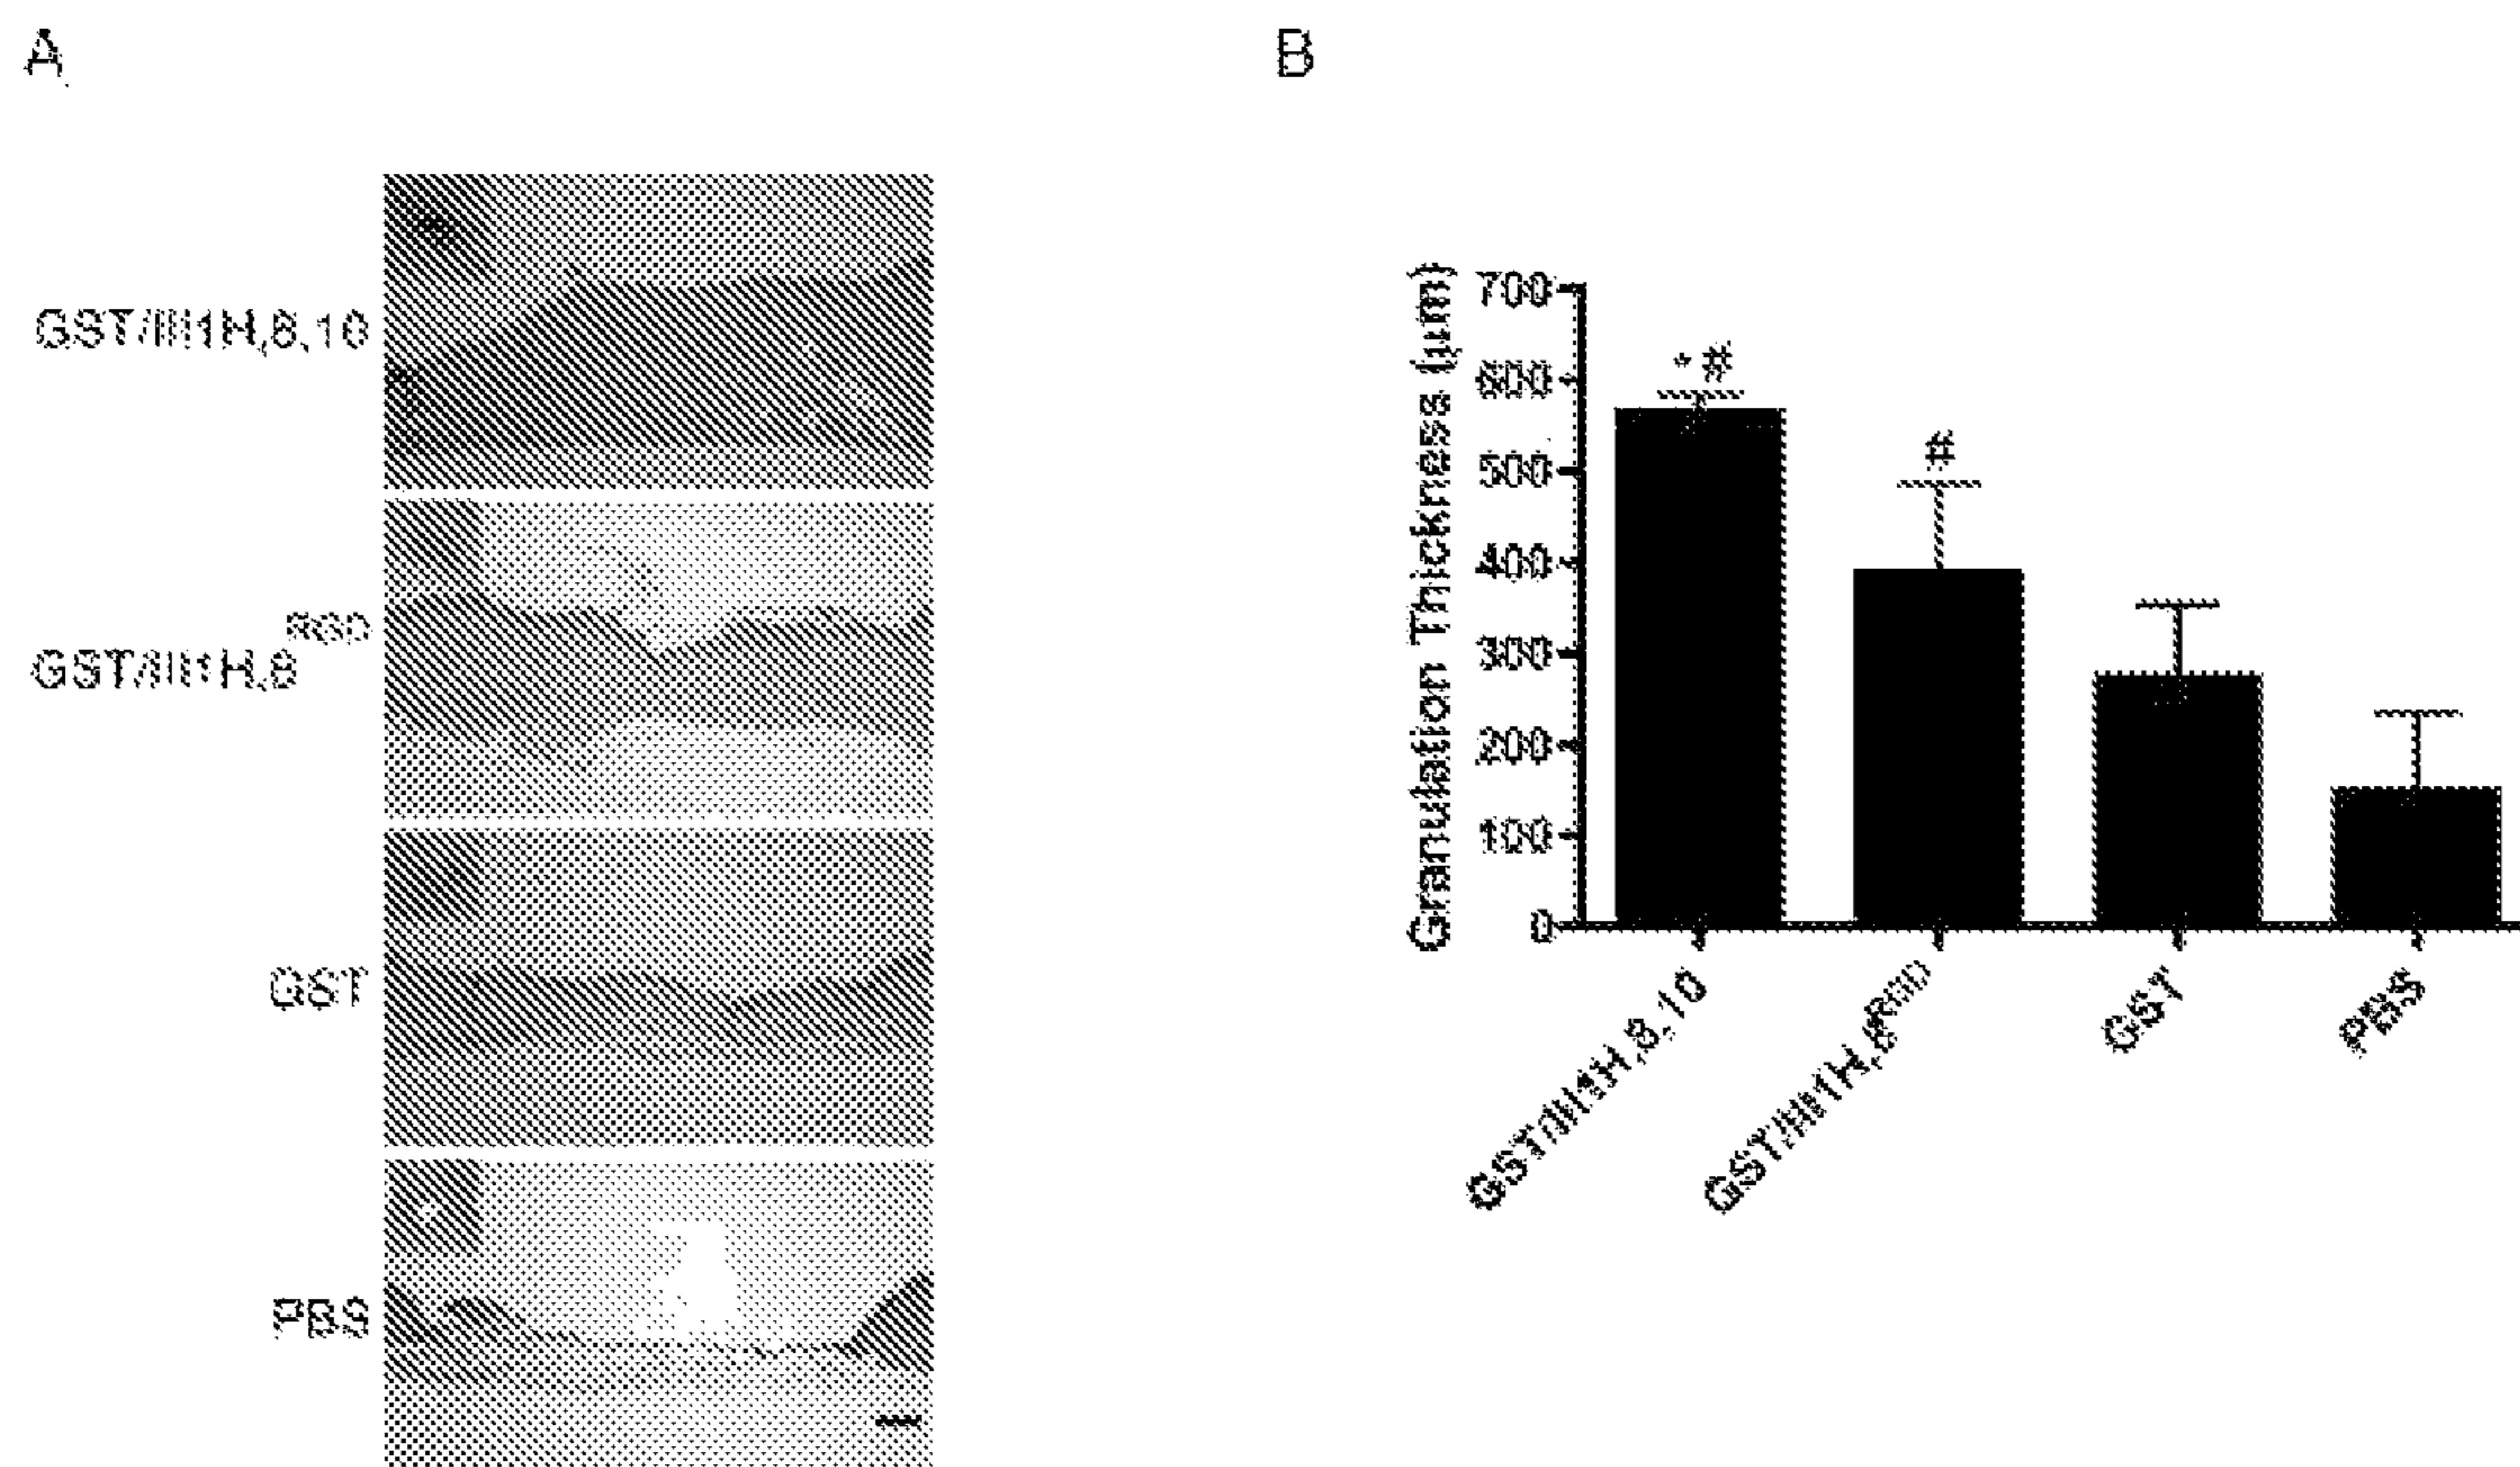 A
B
GST/III1H,8,10
GST/III1H,8^RGD
GST
PBS
Granulation Thickness (µm)
700
600
500
400
300
200
100
0
* #
#
GST/III1H,8,10
GST/III1H,8^RGD
GST
PBS